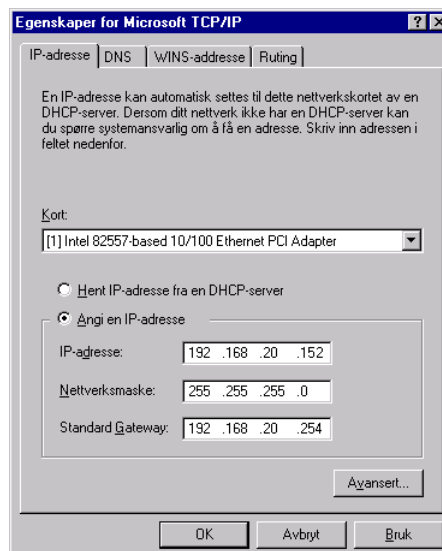 Egenskaper for Microsoft TCP/IP
IP-adresse DNS WINS-addresse Ruting
En IP-adresse kan automatisk settes til dette nettverkskortet av en
DHCP-server. Dersom ditt nettverk ikke har en DHCP-server kan
du spørre systemansvarlig om å få en adresse. Skriv inn adressen i
feltet nedenfor.
Kort:
[1] Intel 82557-based 10/100 Ethernet PCI Adapter
Hent IP-adresse fra en DHCP-server
Angi en IP-adresse
IP-adresse: 192 .168 .20 .152
Nettverksmaske: 255 .255 .255 .0
Standard Gateway: 192 .168 .20 .254
Avansert...
OK Avbryt Bruk